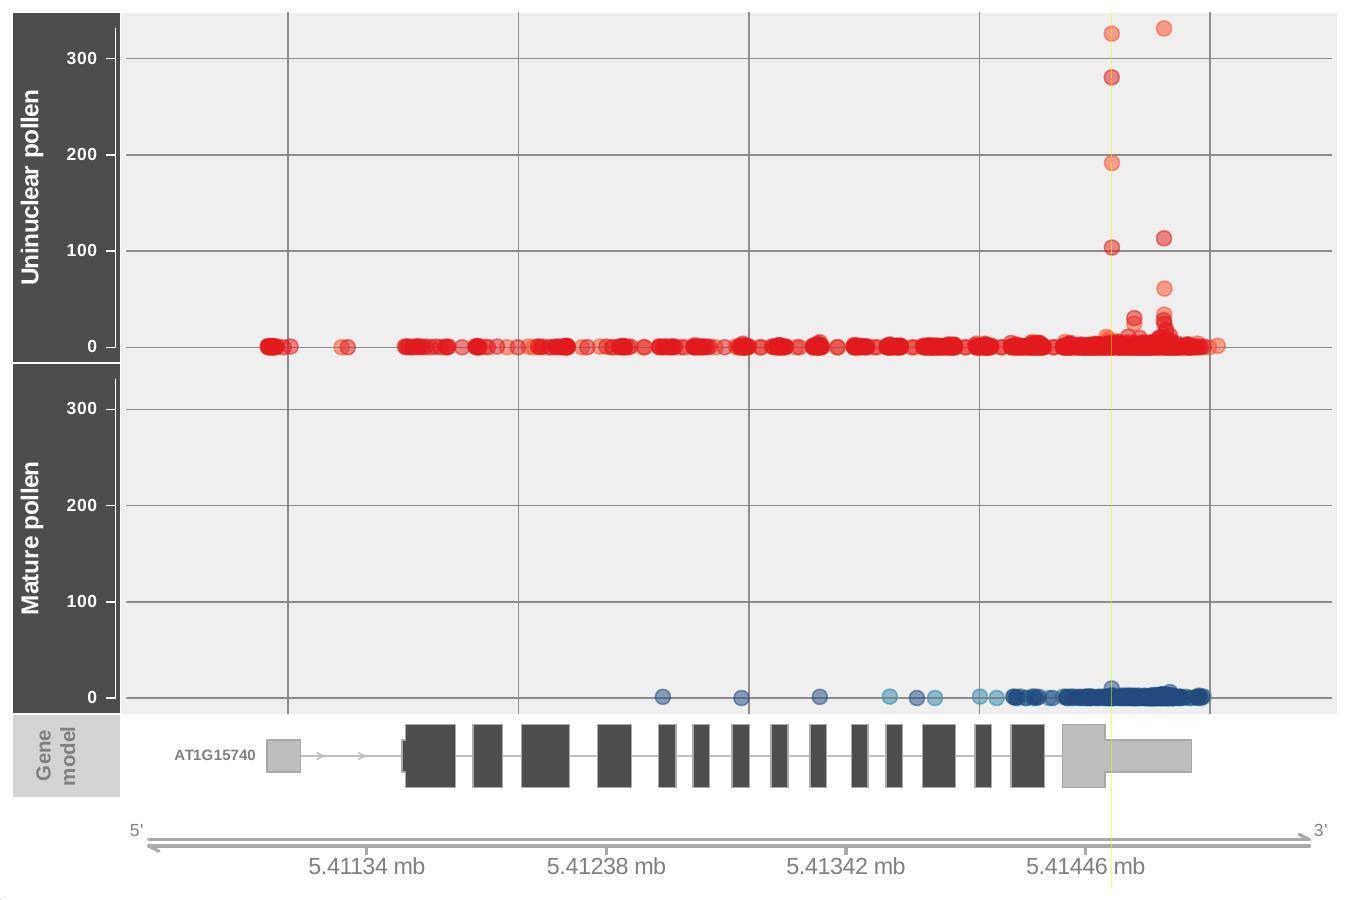 Uninuclear pollen
300
200
100
0
Mature pollen
300
200
100
0
Gene
model
AT1G15740
5'
3'
5.41134 mb
5.41238 mb
5.41342 mb
5.41446 mb